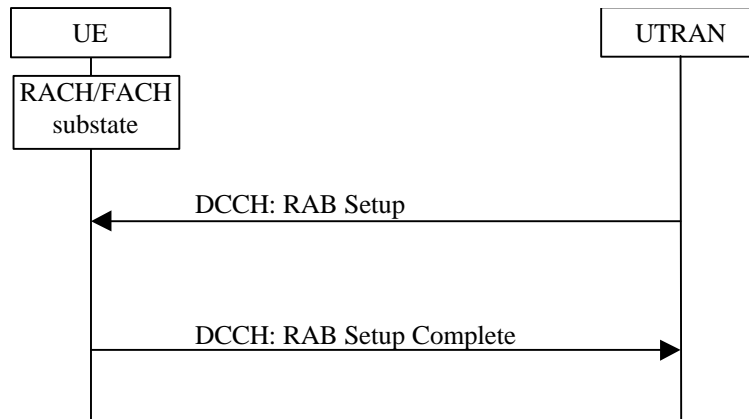 UE
UTRAN
RACH/FACH
substate
DCCH: RAB Setup
DCCH: RAB Setup Complete